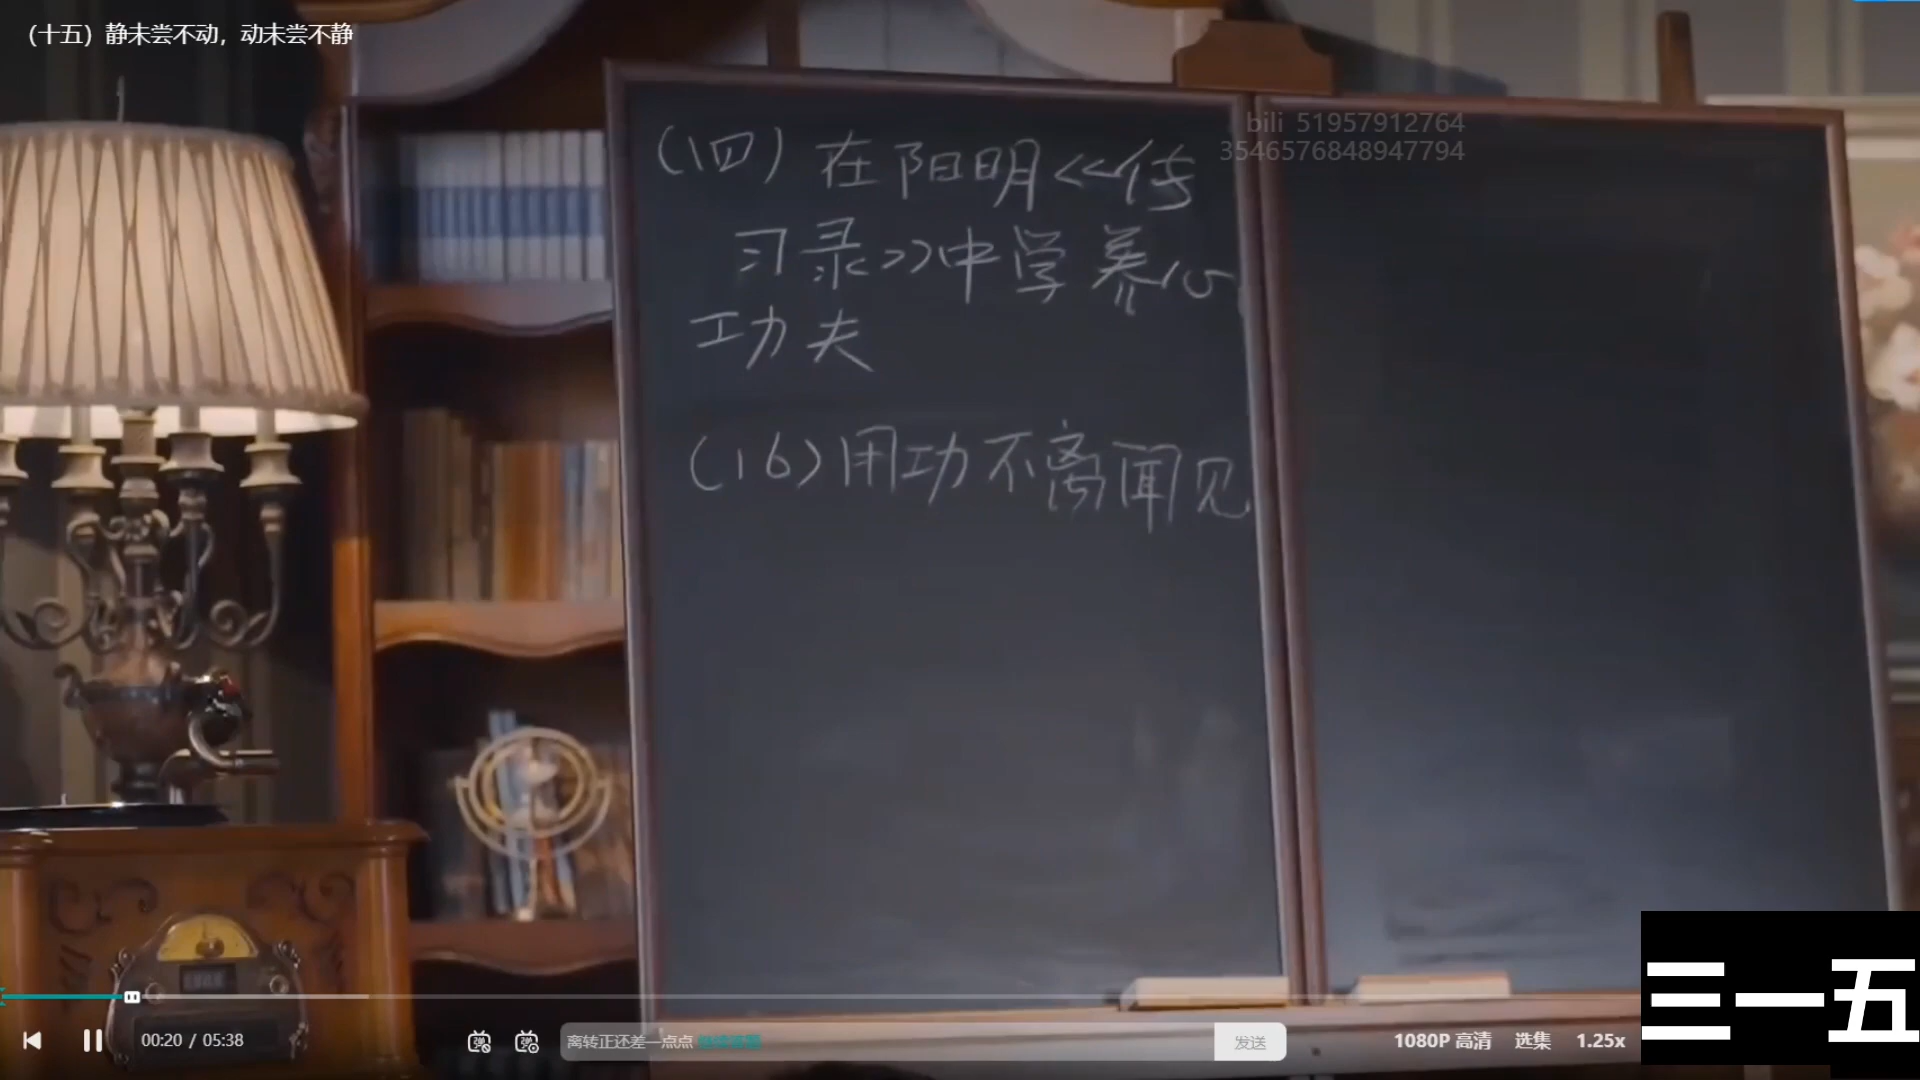 （十五）静未尝不动，动未尝不静
bili 51957912764
3546576848947794
(四) 在阳明<<传
习录>>中学养心
工功夫
(16)用功不离闻见
00:20 / 05:38
弹
弹
离转正还差一点点
发送
1080P 高清
选集
1.25x
三一五